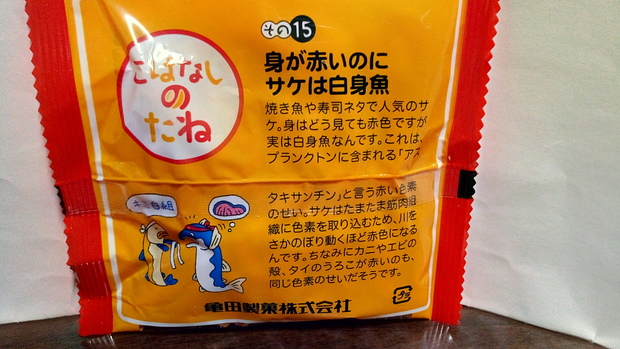 その15
こばなし
の
たね
身が赤いのに
サケは白身魚
焼き魚や寿司ネタで人気のサ
ケ。身はどう見ても赤色ですが
実は白身魚なんです。これは、
プランクトンに含まれる「アス
タキサンチン」と言う赤い色素
のせい。サケはたまたま筋肉組
織に色素を取り込むため、川を
さかのぼり動くほど赤色になる
んです。ちなみにカニやエビの
殻、タイのうろこが赤いのも、
同じ色素のせいだそうです。
亀田製菓株式会社
プラ